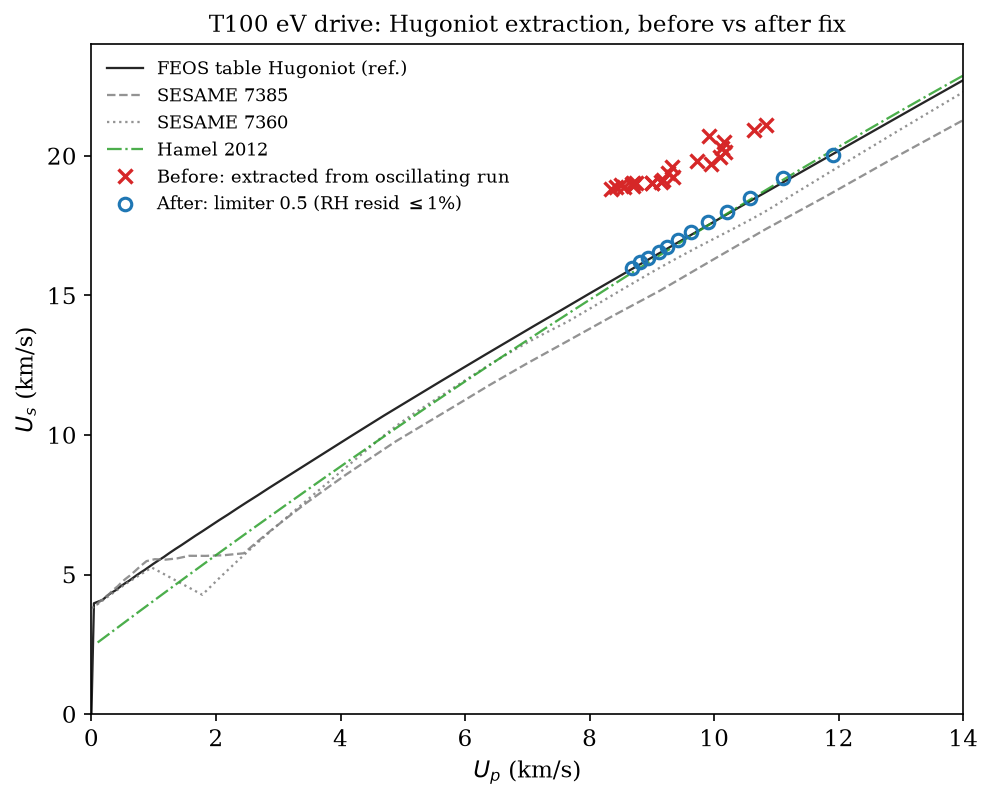 T100 eV drive: Hugoniot extraction, before vs after fix
FEOS table Hugoniot (ref.)
SESAME 7385
SESAME 7360
Hamel 2012
Before: extracted from oscillating run
After: limiter 0.5 (RH resid ≤1%)
20
15
10
5
0
U_s (km/s)
0 2 4 6 8 10 12 14
U_p (km/s)